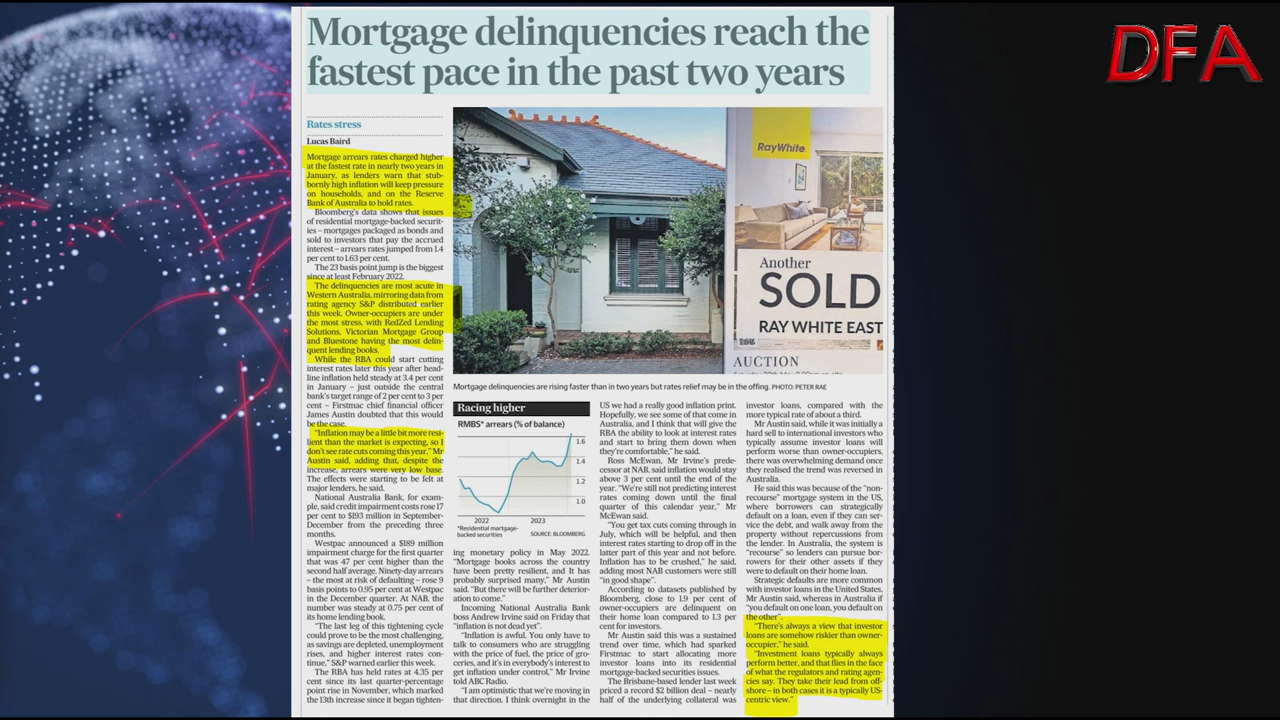 Mortgage delinquencies reach the
fastest pace in the past two years
DFA
Rates stress
Lucas Baird
Mortgage arrears rates charged higher
at the fastest rate in nearly two years in
January, as lenders warn that stub-
bornly high inflation will keep pressure
on households, and on the Reserve
Bank of Australia to hold rates.
Bloomberg's data shows that issues
of residential mortgage-backed securit-
ies – mortgages packaged as bonds and
sold to investors that pay the accrued
interest – arrears rates jumped from 1.4
per cent to 1.63 per cent.
The 23 basis point jump is the biggest
since at least February 2022.
The delinquencies are most acute in
Western Australia, mirroring data from
rating agency S&P distributed earlier
this week. Owner-occupiers are under
the most stress, with RedZed Lending
Solutions, Victorian Mortgage Group
and Bluestone having the most delin-
quent lending books.
While the RBA could start cutting
interest rates later this year after head-
line inflation held steady at 3.4 per cent
in January – just outside the central
bank's target range of 2 per cent to 3 per
cent – Firstmac chief financial officer
James Austin doubted that this would
be the case.
"Inflation may be a little bit more resi-
lient than the market is expecting, so I
don't see rate cuts coming this year," Mr
Austin said, adding that, despite the
increase, arrears were very low base.
The effects were starting to be felt at
major lenders, he said.
National Australia Bank, for exam-
ple, said credit impairment costs rose 17
per cent to $193 million in September-
December from the preceding three
months.
Westpac announced a $189 million
impairment charge for the first quarter
that was 47 per cent higher than the
second half average. Ninety-day arrears
– the most at risk of defaulting – rose 9
basis points to 0.95 per cent at Westpac
in the December quarter. At NAB, the
number was steady at 0.75 per cent of
its home lending book.
"The last leg of this tightening cycle
could prove to be the most challenging,
as savings are depleted, unemployment
rises, and higher interest rates con-
tinue," S&P warned earlier this week.
The RBA has held rates at 4.35 per
cent since its last quarter-percentage
point rise in November, which marked
the 13th increase since it began tighten-
RayWhite
Another
SOLD
RAY WHITE EAST
AUCTION
Mortgage delinquencies are rising faster than in two years but rates relief may be in the offing. PHOTO: PETER RAE
Racing higher
RMBS* arrears (% of balance)
1.6
1.4
1.2
1.0
2022 2023
*Residential mortgage-
backed securities SOURCE: BLOOMBERG
ing monetary policy in May 2022.
"Mortgage books across the country
have been pretty resilient, and It has
probably surprised many," Mr Austin
said. "But there will be further deterior-
ation to come."
Incoming National Australia Bank
boss Andrew Irvine said on Friday that
"inflation is not dead yet".
"Inflation is awful. You only have to
talk to consumers who are struggling
with the price of fuel, the price of gro-
ceries, and it's in everybody's interest to
get inflation under control," Mr Irvine
told ABC Radio.
"I am optimistic that we're moving in
that direction. I think overnight in the
US we had a really good inflation print.
Hopefully, we see some of that come in
Australia, and I think that will give the
RBA the ability to look at interest rates
and start to bring them down when
they're comfortable," he said.
Ross McEwan, Mr Irvine's prede-
cessor at NAB, said inflation would stay
above 3 per cent until the end of the
year. "We're still not predicting interest
rates coming down until the final
quarter of this calendar year," Mr
McEwan said.
"You get tax cuts coming through in
July, which will be helpful, and then
interest rates starting to drop off in the
latter part of this year and not before.
Inflation has to be crushed," he said,
adding most NAB customers were still
"in good shape".
According to datasets published by
Bloomberg, close to 1.9 per cent of
owner-occupiers are delinquent on
their home loan compared to 1.3 per
cent for investors.
Mr Austin said this was a sustained
trend over time, which had sparked
Firstmac to start allocating more
investor loans into its residential
mortgage-backed securities issues.
The Brisbane-based lender last week
priced a record $2 billion deal – nearly
half of the underlying collateral was
investor loans, compared with the
more typical rate of about a third.
Mr Austin said, while it was initially a
hard sell to international investors who
typically assume investor loans will
perform worse than owner-occupiers,
there was overwhelming demand once
they realised the trend was reversed in
Australia.
He said this was because of the "non-
recourse" mortgage system in the US,
where borrowers can strategically
default on a loan, even if they can ser-
vice the debt, and walk away from the
property without repercussions from
the lender. In Australia, the system is
"recourse" so lenders can pursue bor-
rowers for their other assets if they
were to default on their home loan.
Strategic defaults are more common
with investor loans in the United States,
Mr Austin said, whereas in Australia if
"you default on one loan, you default on
the other".
"There's always a view that investor
loans are somehow riskier than owner-
occupier," he said.
"Investment loans typically always
perform better, and that flies in the face
of what the regulators and rating agen-
cies say. They take their lead from off-
shore – in both cases it is a typically US-
centric view."